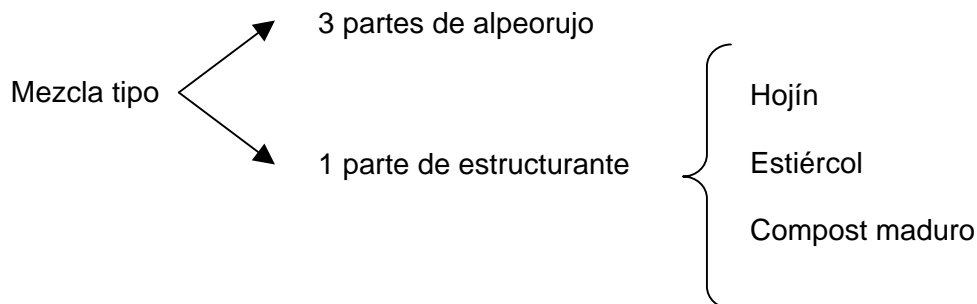 3 partes de alpeorujo
Mezcla tipo
1 parte de estructurante
Hojín
Estiércol
Compost maduro